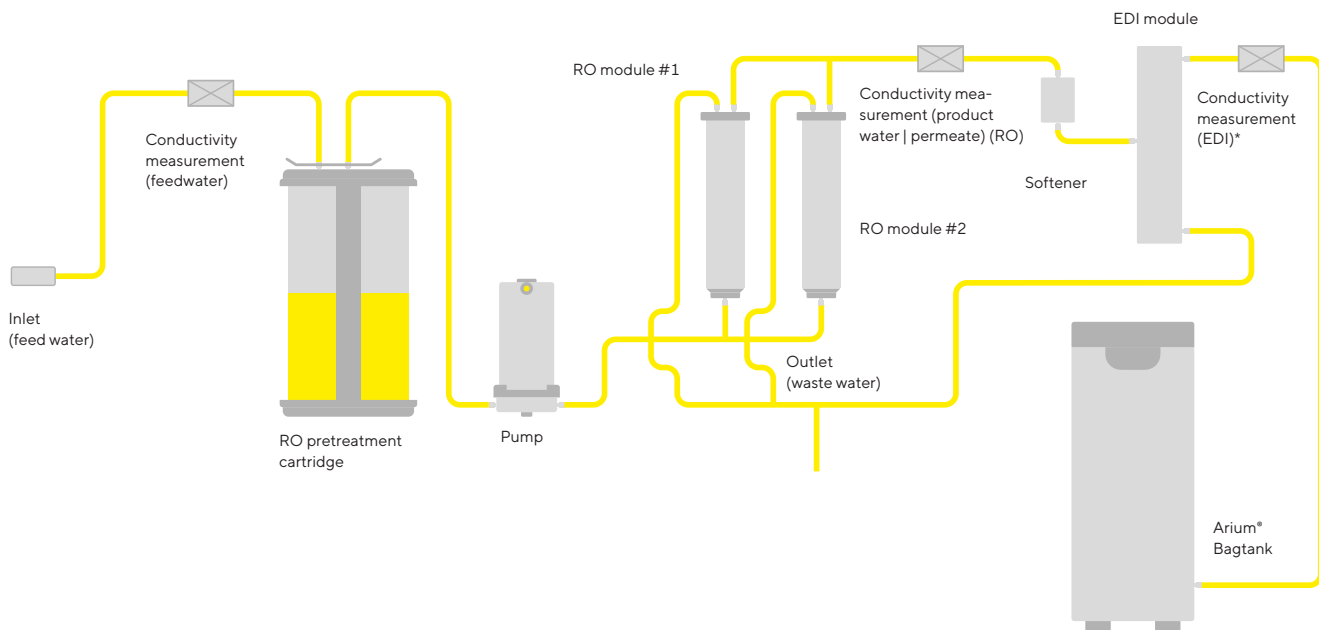 EDI module
RO module #1
Conductivity mea-
surement (product
water | permeate) (RO)
Conductivity
measurement
(EDI)*
Conductivity
measurement
(feedwater)
Softener
RO module #2
Inlet
(feed water)
Outlet
(waste water)
Pump
RO pretreatment
cartridge
Arium®
Bagtank